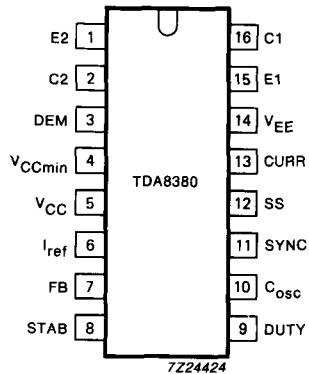 E2 1 16 C1
C2 2 15 E1
DEM 3 14 VEE
VCCmin 4 13 CURR
TDA8380
VCC 5 12 SS
Iref 6 11 SYNC
FB 7 10 Cosc
STAB 8 9 DUTY
7Z24424